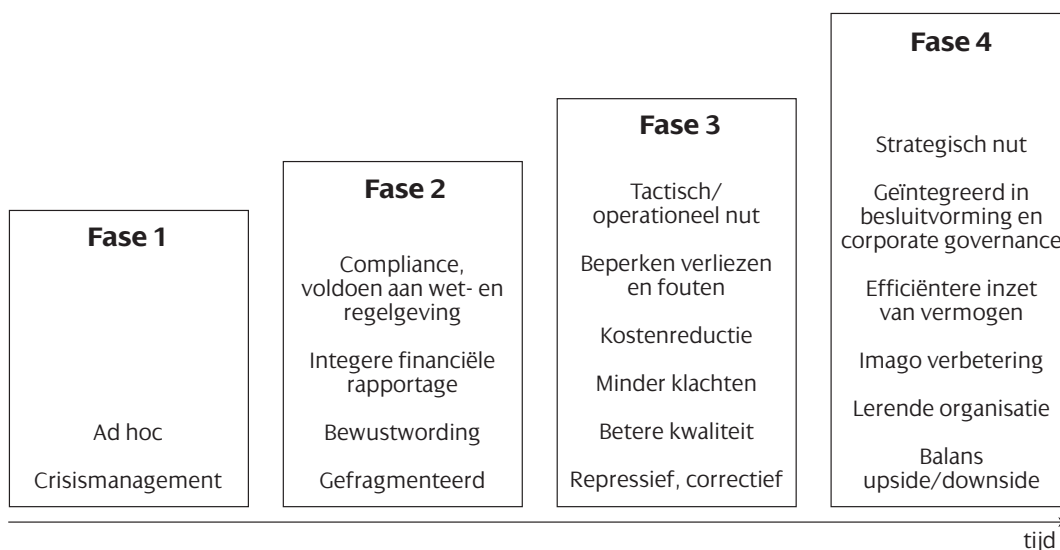 Fase 1
Ad hoc
Crisismanagement
Fase 2
Compliance,
voldoen aan wet- en
regelgeving
Integere financiële
rapportage
Bewustwording
Gefragmenteerd
Fase 3
Tactisch/
operationeel nut
Beperken verliezen
en fouten
Kostenreductie
Minder klachten
Betere kwaliteit
Repressief, correctief
Fase 4
Strategisch nut
Geïntegreerd in
besluitvorming en
corporate governance
Efficiëntere inzet
van vermogen
Imago verbetering
Lerende organisatie
Balans
upside/downside
tijd